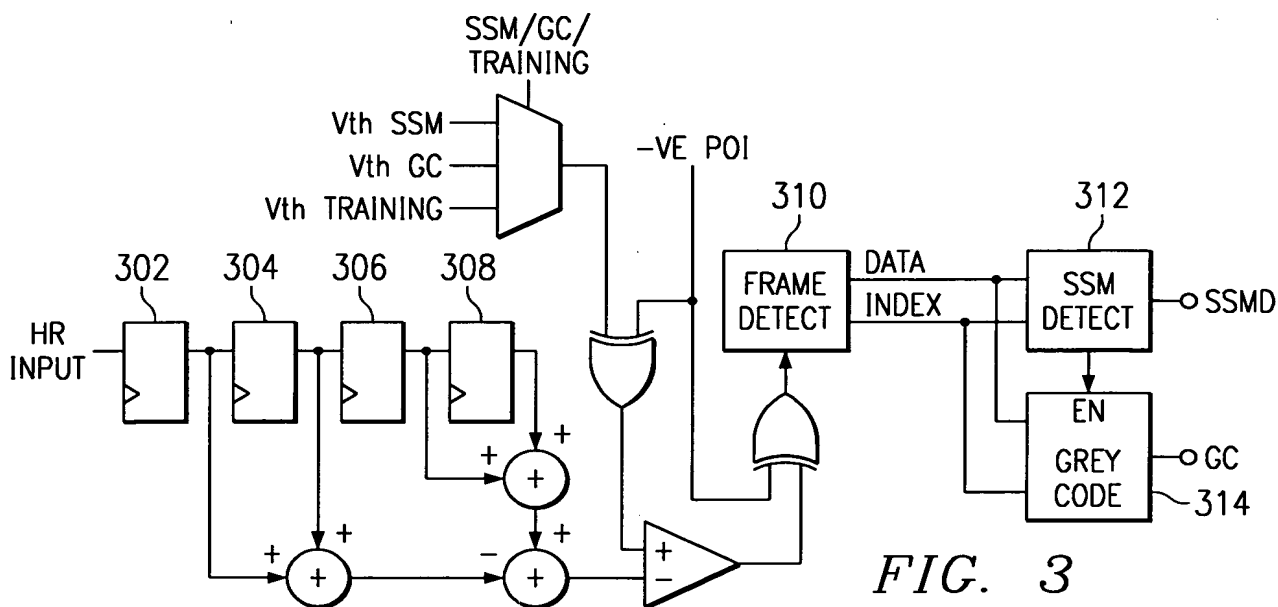 SSM/GC/
TRAINING
Vth SSM
Vth GC
Vth TRAINING
-VE POI
302
304
306
308
310
312
HR
INPUT
FRAME
DETECT
DATA
INDEX
SSM
DETECT
SSMD
EN
GREY
CODE
GC
314
+
+
+
+
+
+
-
+
+
+
-
FIG. 3